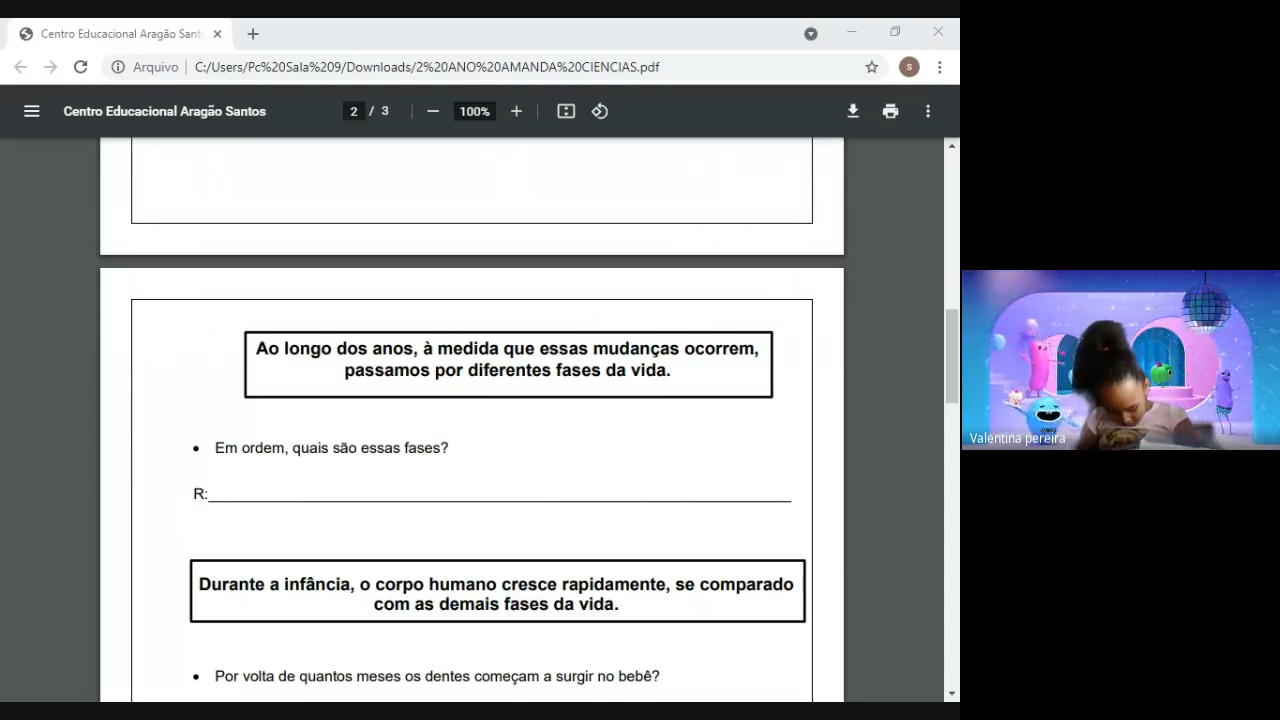 Centro Educacional Aragão Sant
Arquivo
C:/Users/Pc%20Sala%209/Downloads/2%20ANO%20AMANDA%20CIENCIAS.pdf
S
Centro Educacional Aragão Santos
2 / 3
100%
Ao longo dos anos, à medida que essas mudanças ocorrem,
passamos por diferentes fases da vida.
• Em ordem, quais são essas fases?
R:
Durante a infância, o corpo humano cresce rapidamente, se comparado
com as demais fases da vida.
• Por volta de quantos meses os dentes começam a surgir no bebê?
Valentina pereira